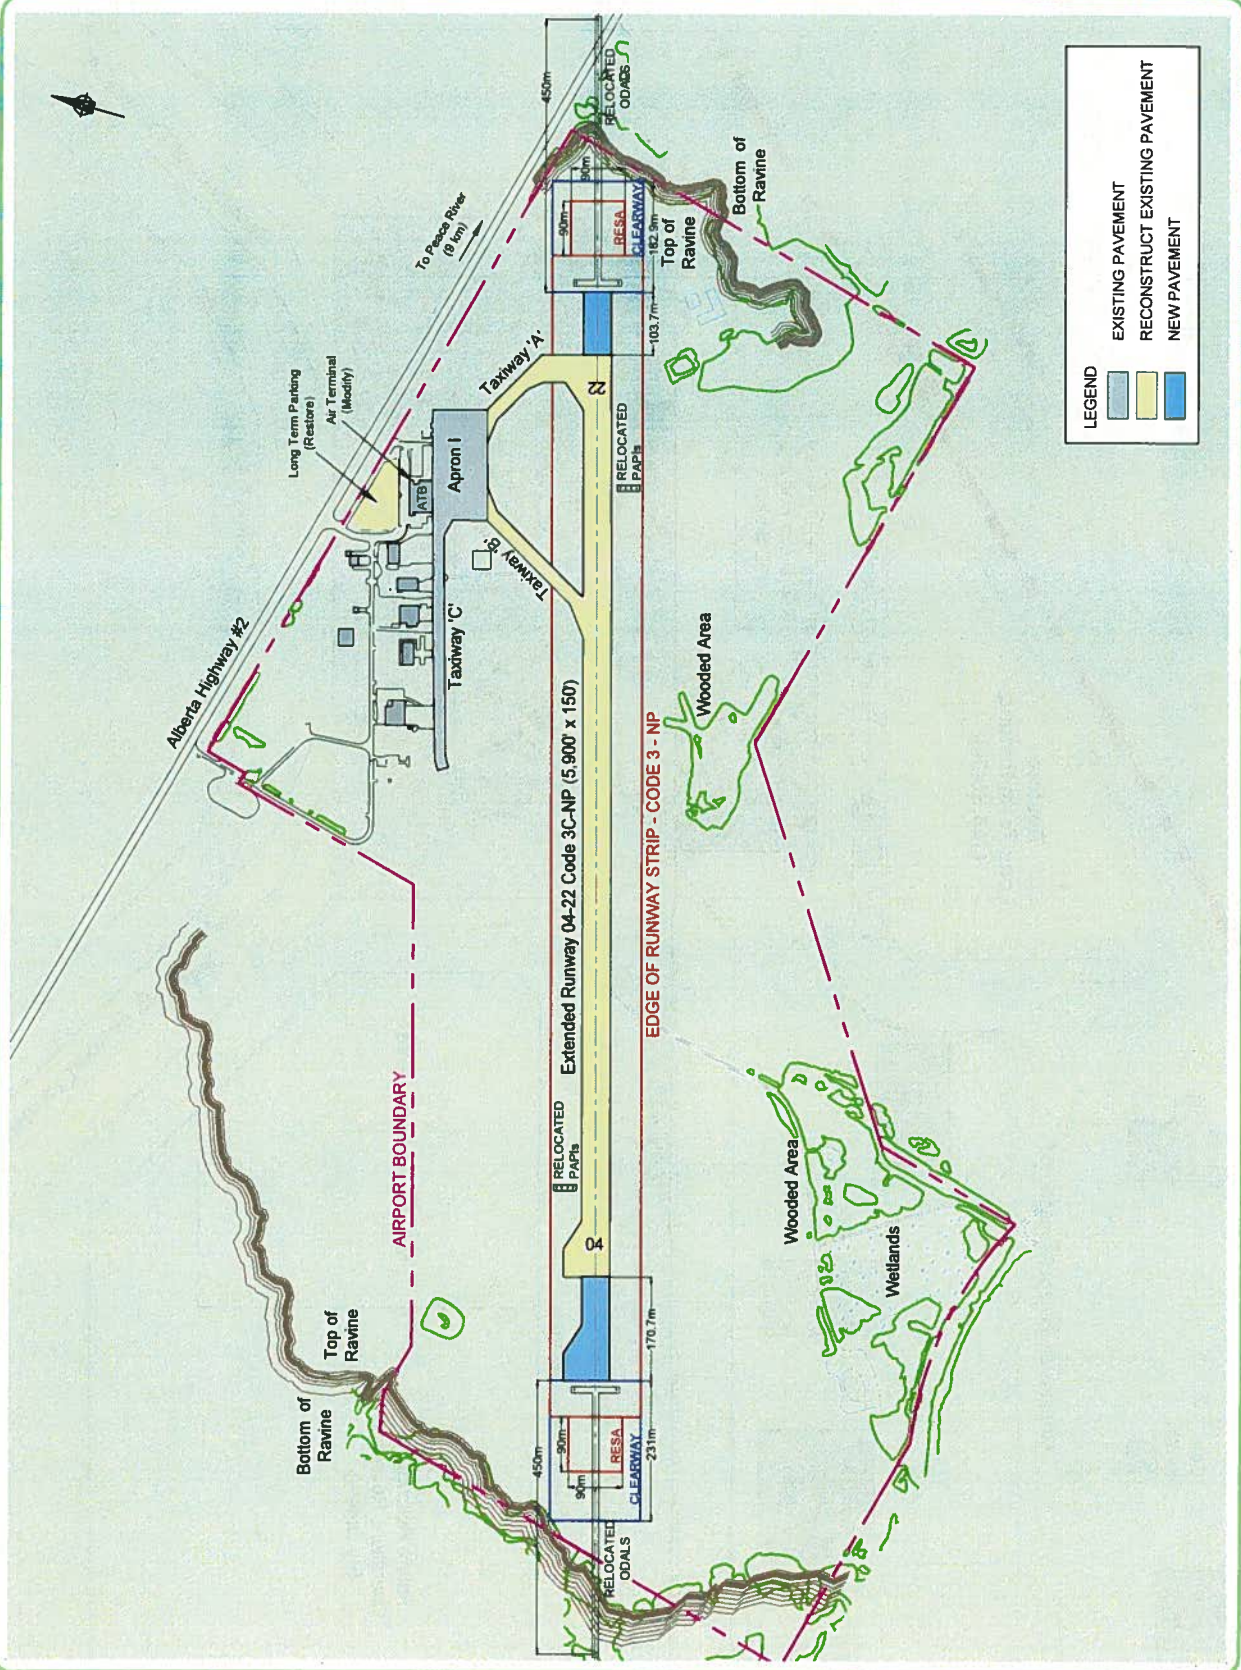 Alberta Highway #2
To Peace River
(9 km)
Long Term Parking
(Restore)
Air Terminal
(Modify)
ATB
Apron I
Taxiway 'A'
Taxiway 'B'
Taxiway 'C'
AIRPORT BOUNDARY
Top of
Ravine
Bottom of
Ravine
Extended Runway 04-22 Code 3C-NP (5,900' x 150')
EDGE OF RUNWAY STRIP - CODE 3 - NP
RELOCATED
PAPIs
04
22
RELOCATED
PAPIs
450m
90m
90m
RESA
CLEARWAY
231m
170.7m
RELOCATED
ODALS
450m
90m
90m
RESA
CLEARWAY
182.9m
103.7m
RELOCATED
ODALS
Top of
Ravine
Bottom of
Ravine
Wooded Area
Wooded Area
Wetlands
LEGEND
EXISTING PAVEMENT
RECONSTRUCT EXISTING PAVEMENT
NEW PAVEMENT